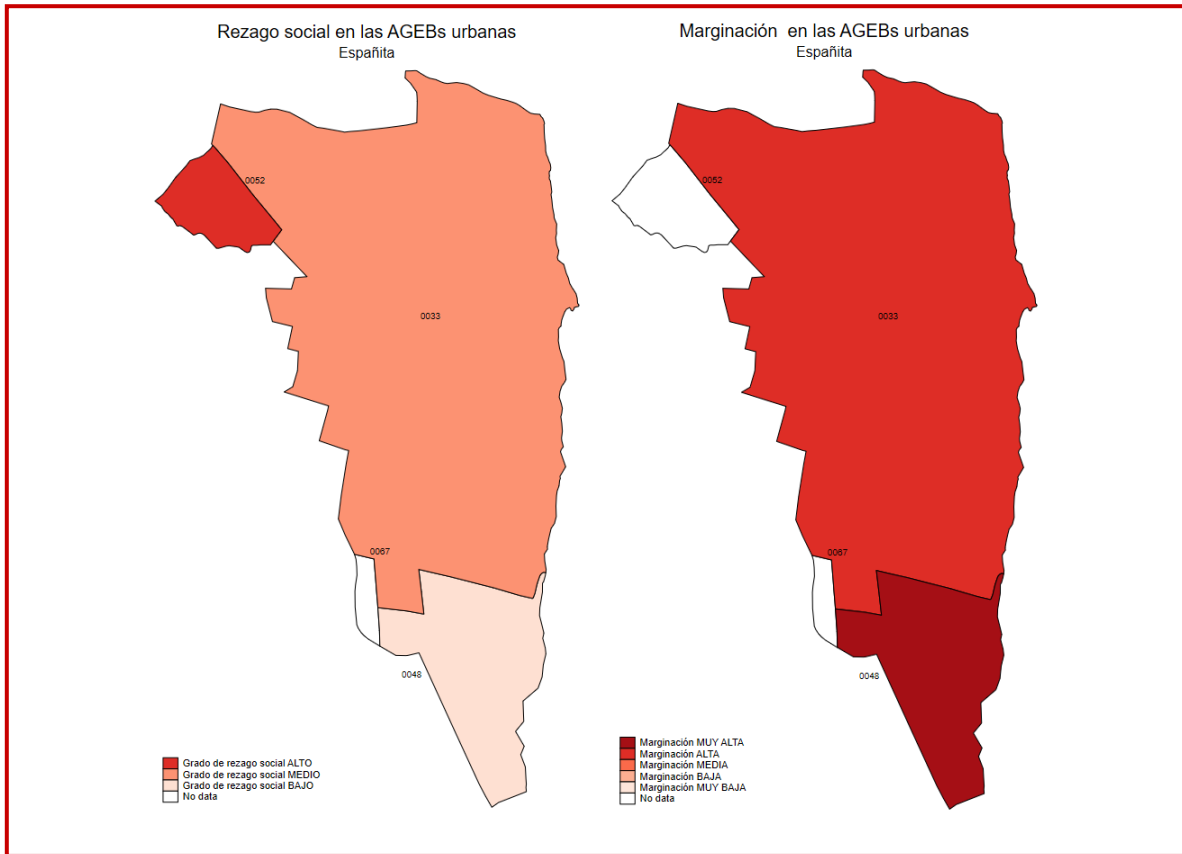 Rezago social en las AGEBs urbanas
Españita
0052
0033
0067
0048
Grado de rezago social ALTO
Grado de rezago social MEDIO
Grado de rezago social BAJO
No data
Marginación en las AGEBs urbanas
Españita
0052
0033
0067
0048
Marginación MUY ALTA
Marginación ALTA
Marginación MEDIA
Marginación BAJA
Marginación MUY BAJA
No data